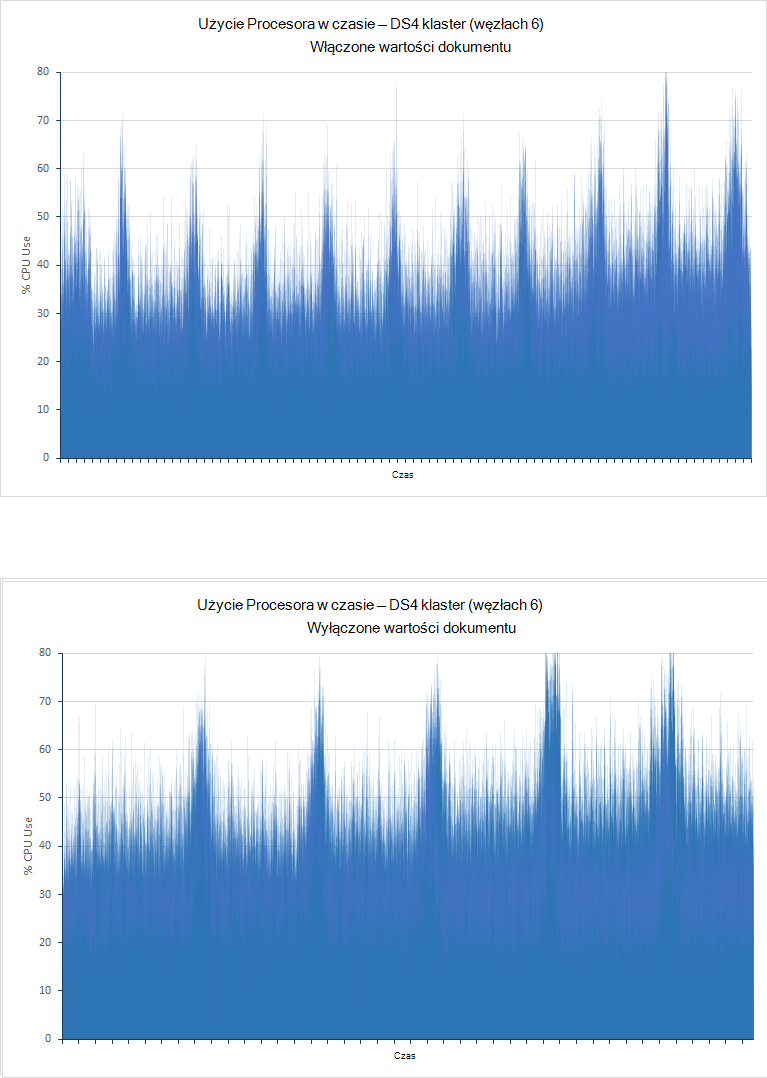 Użycie Procesora w czasie – DS4 klaster (węzłach 6)
Włączone wartości dokumentu
80
70
60
50
40
30
20
10
0
% CPU Use
Czas
Użycie Procesora w czasie – DS4 klaster (węzłach 6)
Wyłączone wartości dokumentu
80
70
60
50
40
30
20
10
0
% CPU Use
Czas